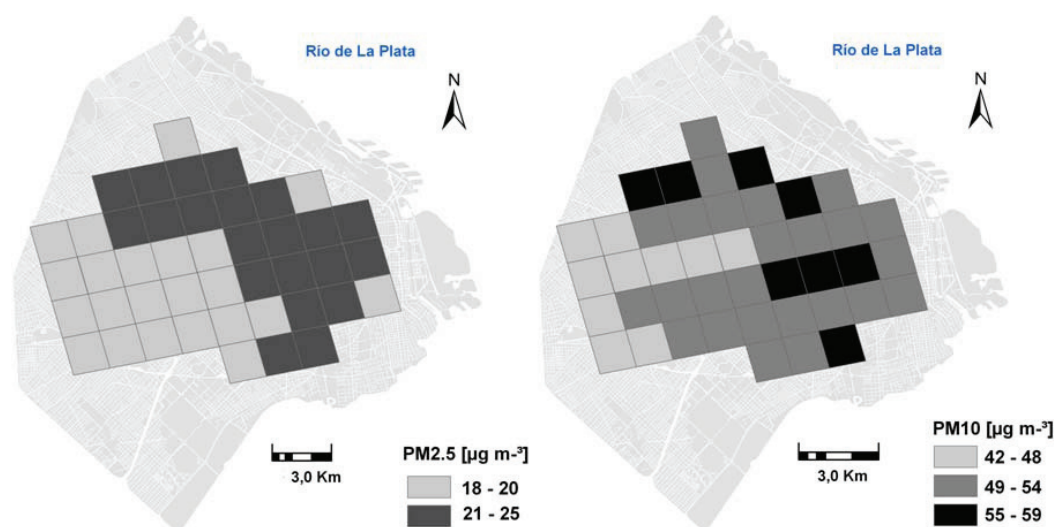 Río de La Plata
N
3,0 Km
PM2.5 [µg m-³]
18 - 20
21 - 25
Río de La Plata
N
3,0 Km
PM10 [µg m-³]
42 - 48
49 - 54
55 - 59